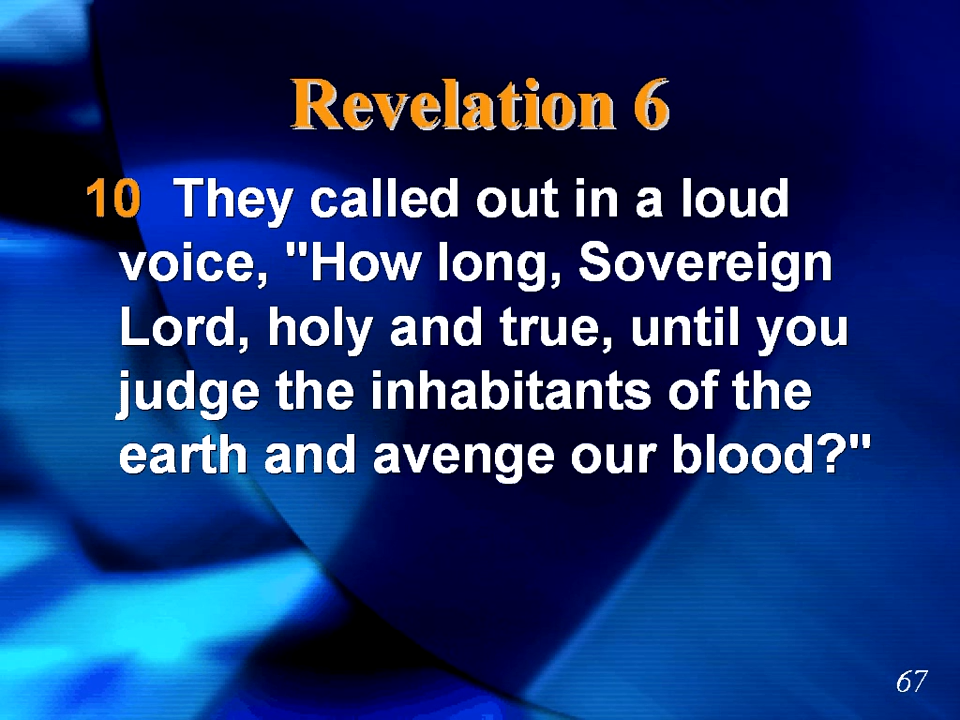 Revelation 6
10 They called out in a loud
voice, "How long, Sovereign
Lord, holy and true, until you
judge the inhabitants of the
earth and avenge our blood?"
67